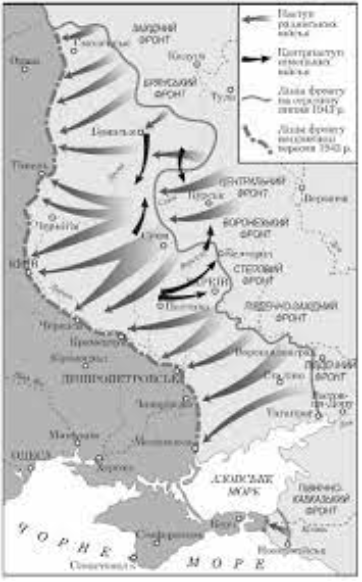 Наступ
радянських
військ
Контрнаступ
німецьких
військ
Лінія фронту
на середину
липня 1943 р.
Лінія фронту
наприкінці
вересня 1943 р.
ЗАХІДНИЙ
ФРОНТ
Калуга
Тула
БРЯНСЬКИЙ
ФРОНТ
Орша
Гомель
ЦЕНТРАЛЬНИЙ
ФРОНТ
Курськ
Воронеж
ВОРОНЕЗЬКИЙ
ФРОНТ
Чернігів
Суми
Бєлгород
СТЕПОВИЙ
ФРОНТ
КИЇВ
Полтава
ПІВДЕННО-ЗАХІДНИЙ
ФРОНТ
Черкаси
Кременчук
Ворошиловград
Кіровоград
ПІВДЕННИЙ
ФРОНТ
ДНІПРОПЕТРОВСЬК
Сталіно
Ростов-
на-Дону
Запоріжжя
Таганрог
Миколаїв
Мелітополь
ОДЕСА
Херсон
АЗОВСЬКЕ
МОРЕ
ПІВНІЧНО-
КАВКАЗЬКИЙ
ФРОНТ
Керч
Сімферополь
Новоросійськ
Севастополь
ЧОРНЕ МОРЕ